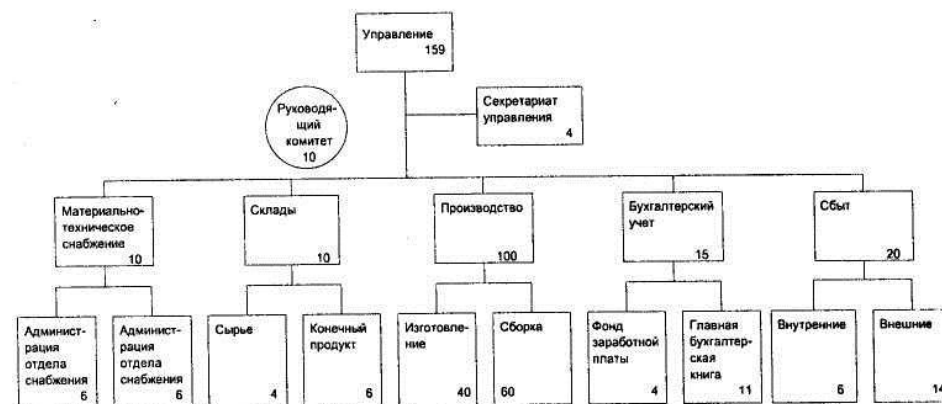 Управление
159
Руководя-
щий
комитет
10
Секретариат
управления
4
Материально-
техническое
снабжение
10
Склады
10
Производство
100
Бухгалтерский
учет
15
Сбыт
20
Админист-
рация
отдела
снабжения
6
Админист-
рация
отдела
снабжения
6
Сырье
4
Конечный
продукт
6
Изготовле-
ние
40
Сборка
60
Фонд
заработной
платы
4
Главная
бухгалтер-
ская
книга
11
Внутренние
6
Внешние
14